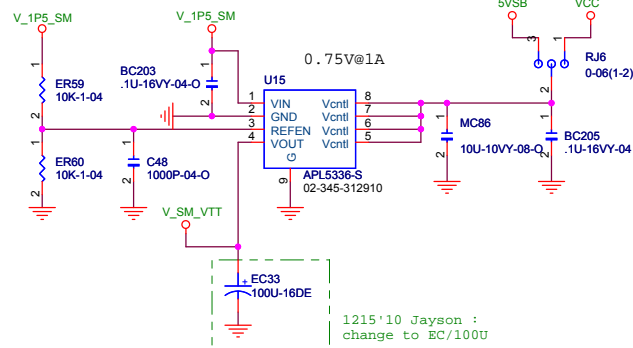 V_1P5_SM
V_1P5_SM
5VSB
VCC
0.75V@1A
3
1
RJ6
0-06(1-2)
2
1
ER59
10K-1-04
2
1
BC203
.1U-16VY-04-O
2
U15
1 VIN Vcntl 8
2 GND Vcntl 7
3 REFEN Vcntl 6
4 VOUT Vcntl 5
G
9
APL5336-S
02-345-312910
1
MC86
10U-10VY-08-O
2
1
BC205
.1U-16VY-04
2
1
ER60
10K-1-04
2
1
C48
1000P-04-O
2
V_SM_VTT
+ EC33
100U-16DE
1215'10 Jayson :
change to EC/100U